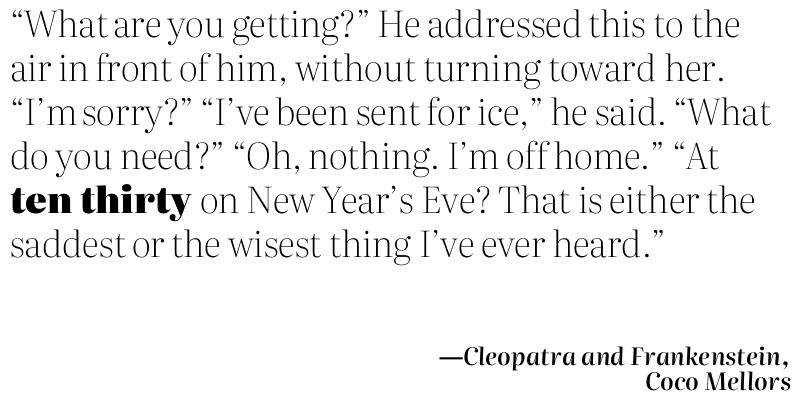 “What are you getting?” He addressed this to the
air in front of him, without turning toward her.
“I’m sorry?” “I’ve been sent for ice,” he said. “What
do you need?” “Oh, nothing. I’m off home.” “At
ten thirty on New Year’s Eve? That is either the
saddest or the wisest thing I’ve ever heard.”
—Cleopatra and Frankenstein,
Coco Mellors